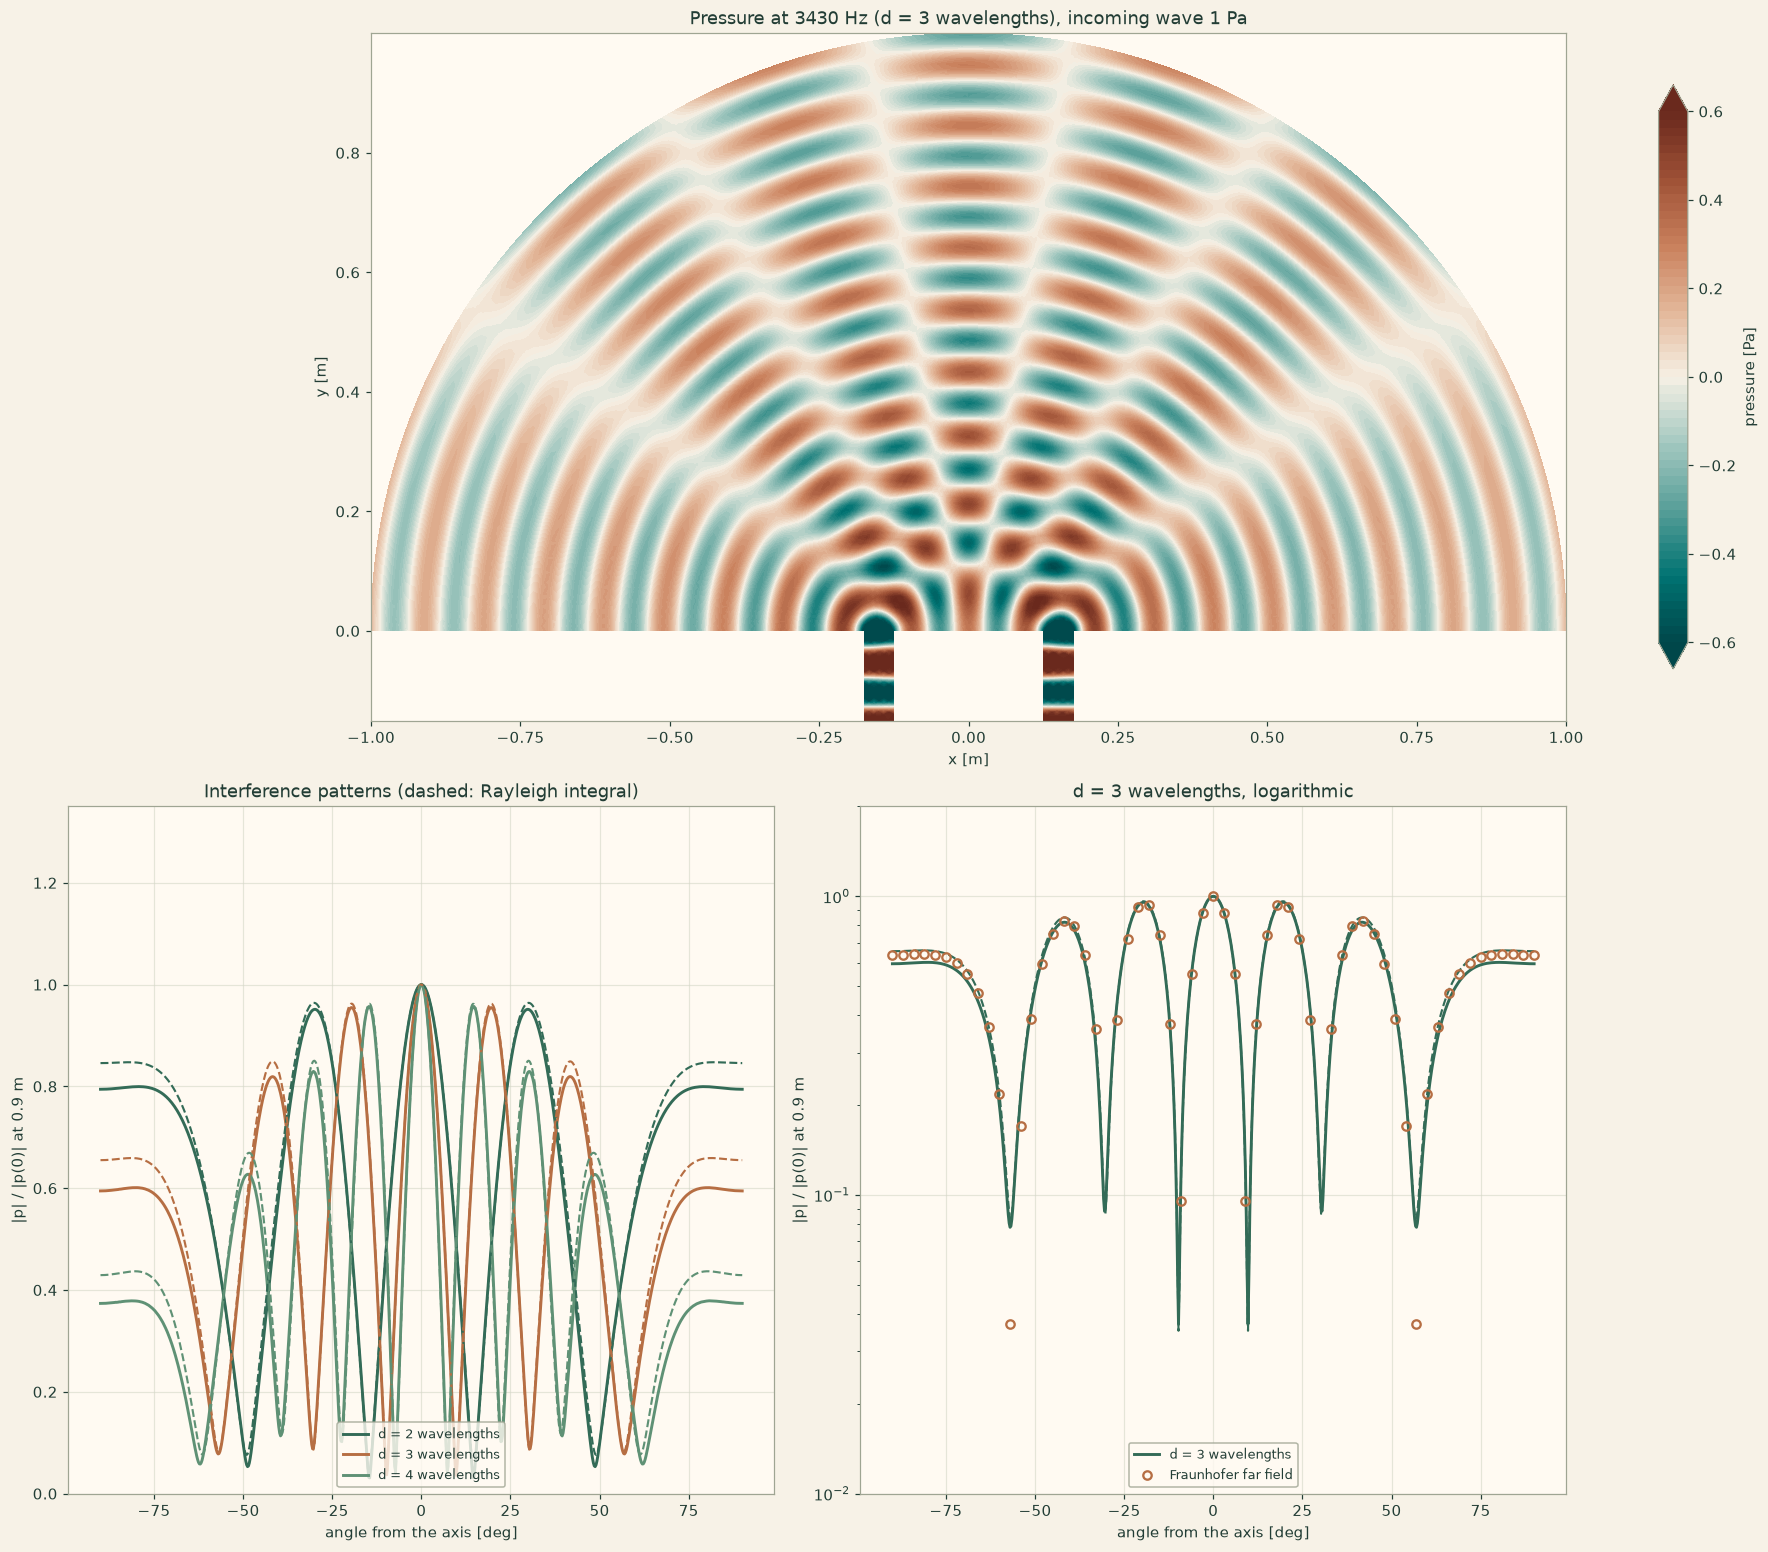 Pressure at 3430 Hz (d = 3 wavelengths), incoming wave 1 Pa
y [m]
0.8
0.6
0.4
0.2
0.0
−1.00 −0.75 −0.50 −0.25 0.00 0.25 0.50 0.75 1.00
x [m]
0.6
0.4
0.2
0.0
−0.2
−0.4
−0.6
pressure [Pa]
Interference patterns (dashed: Rayleigh integral)
|p| / |p(0)| at 0.9 m
1.2
1.0
0.8
0.6
0.4
0.2
0.0
d = 2 wavelengths
d = 3 wavelengths
d = 4 wavelengths
−75 −50 −25 0 25 50 75
angle from the axis [deg]
d = 3 wavelengths, logarithmic
|p| / |p(0)| at 0.9 m
10⁰
10⁻¹
10⁻²
d = 3 wavelengths
Fraunhofer far field
−75 −50 −25 0 25 50 75
angle from the axis [deg]